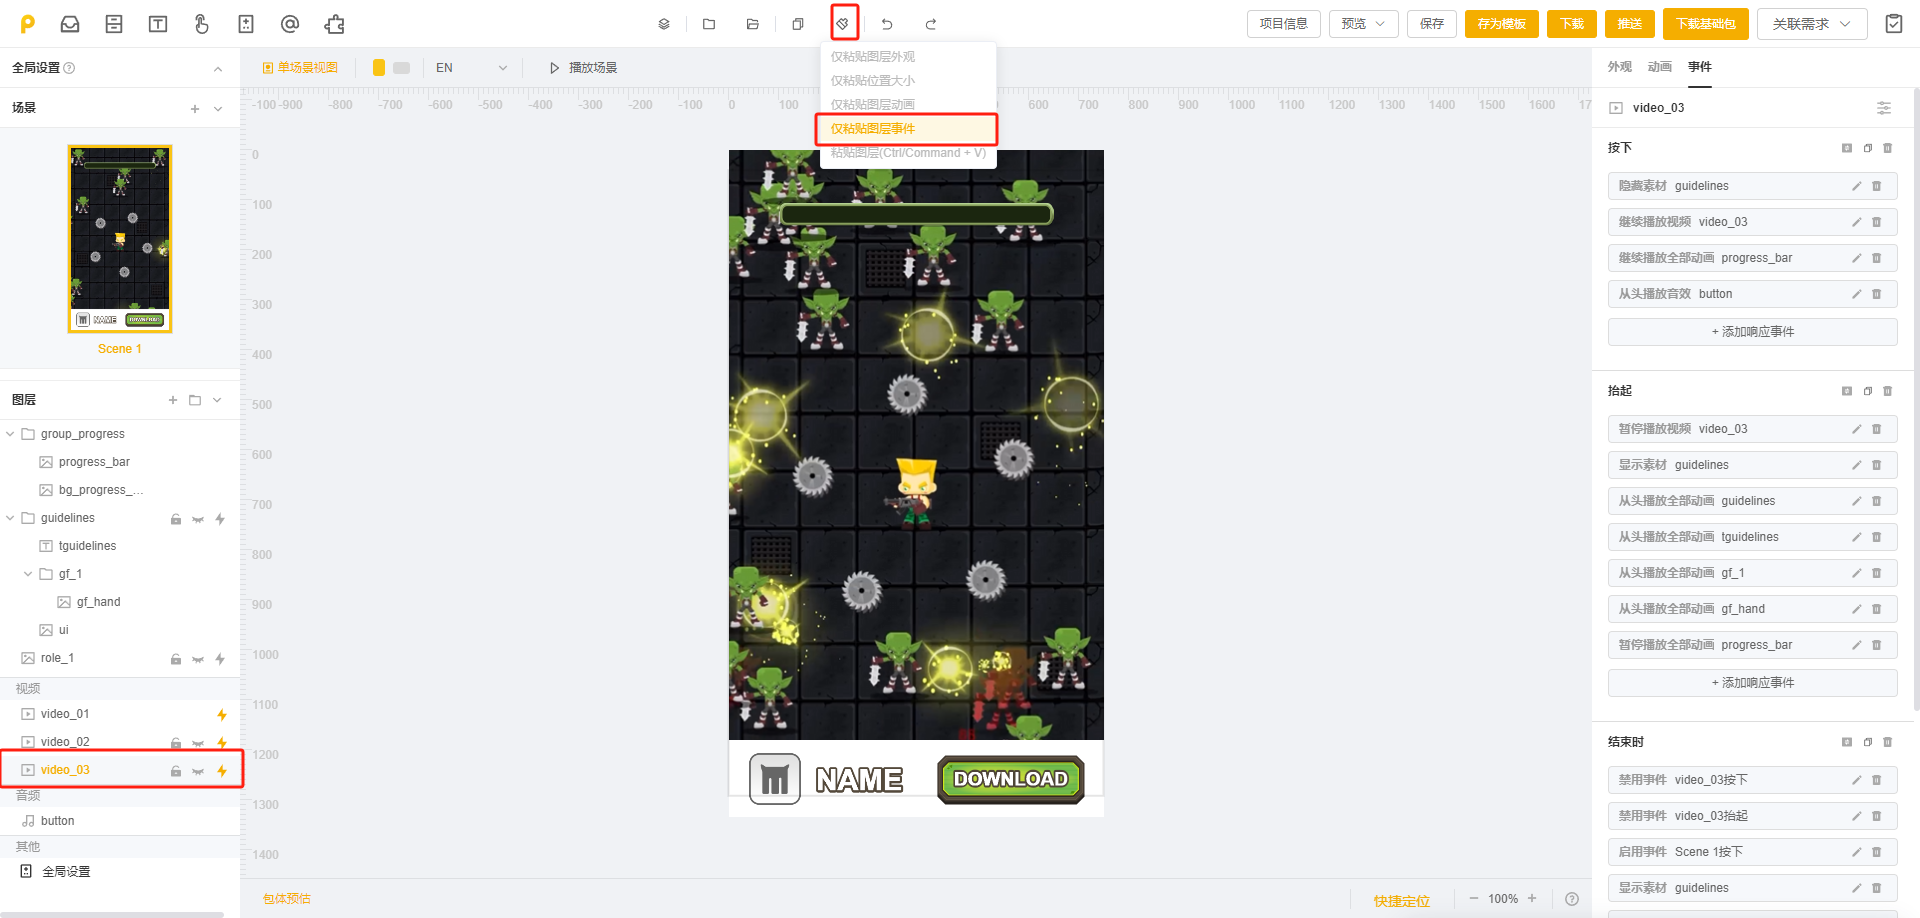 项目信息
预览
保存
存为模板
下载
推送
下载基础包
关联需求
仅粘贴图层外观
仅粘贴位置大小
仅粘贴图层动画
仅粘贴图层事件
粘贴图层(Ctrl/Command + V)
全局设置
单场景视图
EN
播放场景
外观
动画
事件
场景
-100 -900 -800 -700 -600 -500 -400 -300 -200 -100 0 100 600 700 800 900 1000 1100 1200 1300 1400 1500 1600 17
0
100
200
300
400
500
600
700
800
900
1000
1100
1200
1300
1400
NAME
DOWNLOAD
Scene 1
图层
group_progress
progress_bar
bg_progress_...
guidelines
tguidelines
gf_1
gf_hand
ui
role_1
视频
video_01
video_02
video_03
音频
button
其他
全局设置
NAME
DOWNLOAD
包体预估
快捷定位
100%
video_03
按下
隐藏素材 guidelines
继续播放视频 video_03
继续播放全部动画 progress_bar
从头播放音效 button
+ 添加响应事件
抬起
暂停播放视频 video_03
显示素材 guidelines
从头播放全部动画 guidelines
从头播放全部动画 tguidelines
从头播放全部动画 gf_1
从头播放全部动画 gf_hand
暂停播放全部动画 progress_bar
+ 添加响应事件
结束时
禁用事件 video_03按下
禁用事件 video_03抬起
启用事件 Scene 1按下
显示素材 guidelines